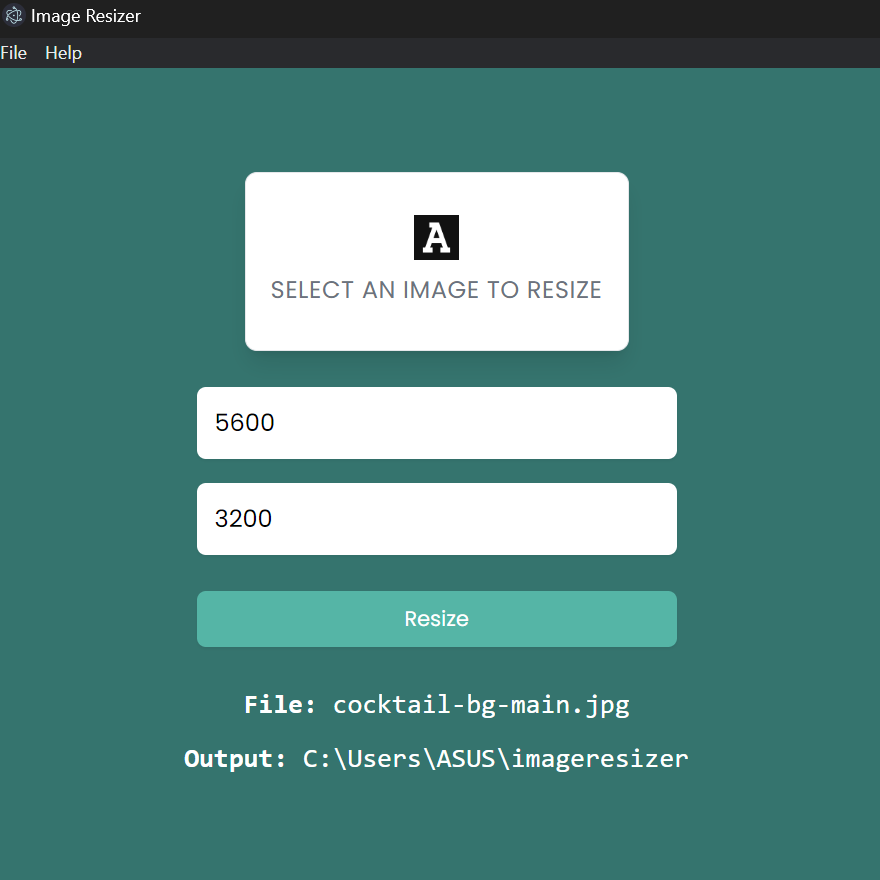 Image Resizer
File Help
A
SELECT AN IMAGE TO RESIZE
5600
3200
Resize
File: cocktail-bg-main.jpg
Output: C:\Users\ASUS\imageresizer